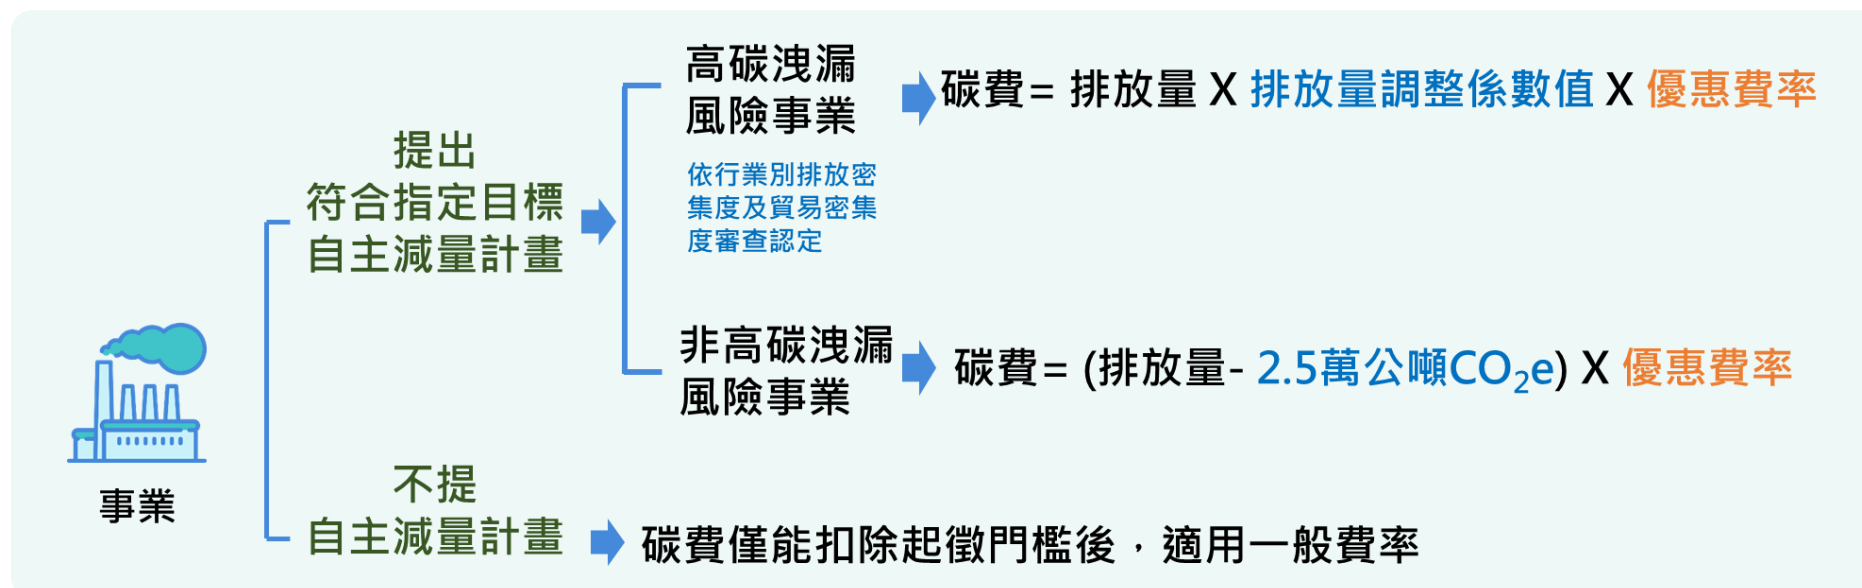 事業
提出
符合指定目標
自主減量計畫
高碳洩漏
風險事業
依行業別排放密
集度及貿易密集
度審查認定
碳費= 排放量 X 排放量調整係數值 X 優惠費率
非高碳洩漏
風險事業
碳費= (排放量- 2.5萬公噸CO₂e) X 優惠費率
不提
自主減量計畫
碳費僅能扣除起徵門檻後，適用一般費率